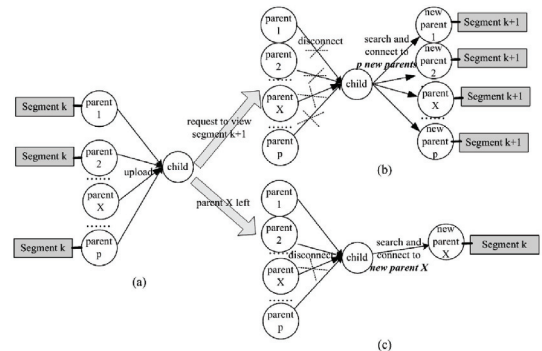 Segment k
parent
1
Segment k
parent
2
......
parent
X
......
Segment k
parent
p
upload
child
(a)
request to view
segment k+1
parent X left
parent
1
parent
2
parent
X
......
parent
p
disconnect
child
search and
connect to
p new parents
new
parent
1
Segment k+1
new
parent
2
Segment k+1
parent
X
Segment k+1
......
new
parent
p
Segment k+1
(b)
parent
1
parent
2
......
parent
X
......
parent
p
disconnect
child
search and
connect to
new parent X
new
parent
X
Segment k
(c)